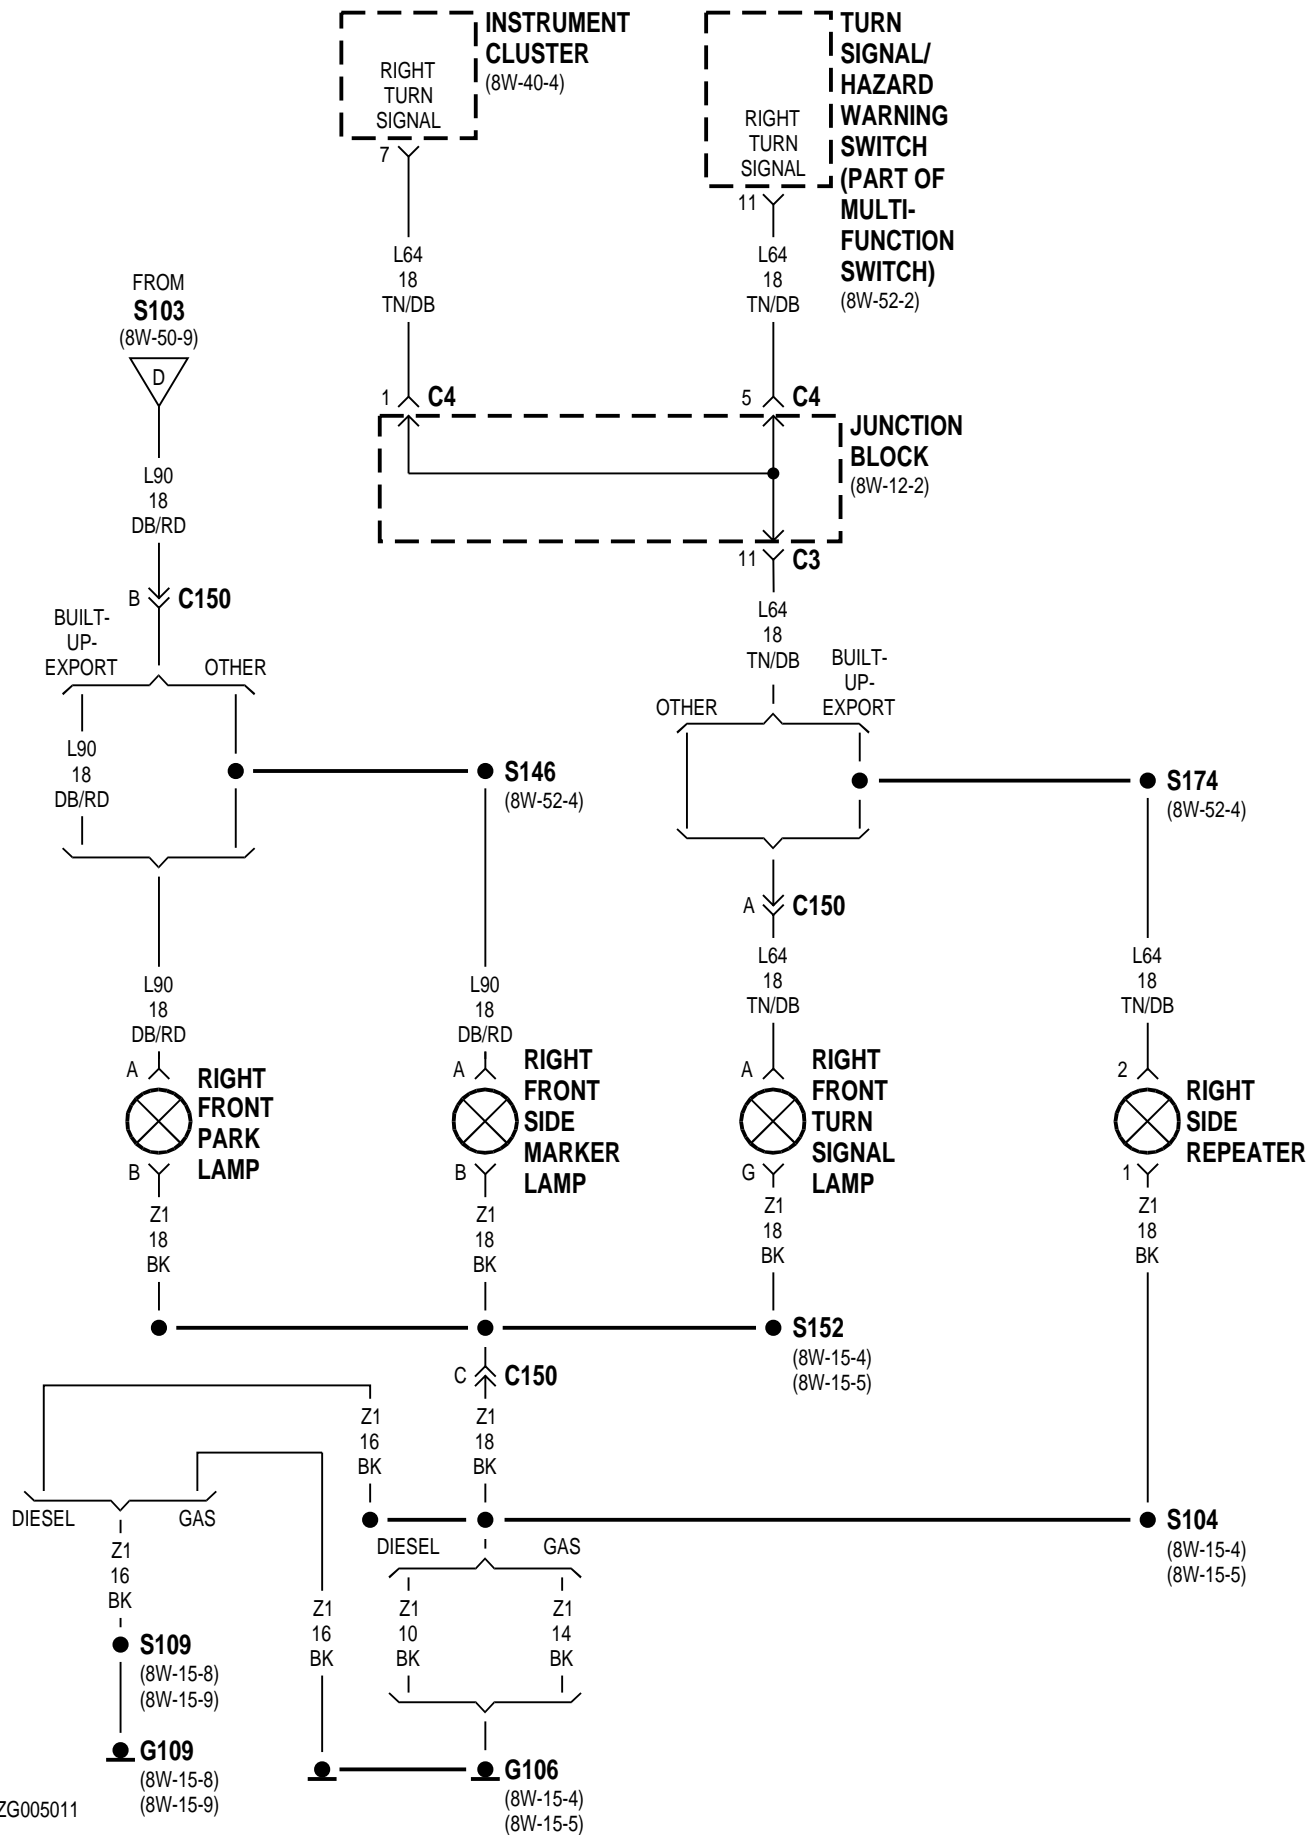 INSTRUMENT
CLUSTER
(8W-40-4)
RIGHT
TURN
SIGNAL
7
TURN
SIGNAL/
HAZARD
WARNING
SWITCH
(PART OF
MULTI-
FUNCTION
SWITCH)
(8W-52-2)
RIGHT
TURN
SIGNAL
11
L64
18
TN/DB
L64
18
TN/DB
FROM
S103
(8W-50-9)
D
1
C4
5
C4
JUNCTION
BLOCK
(8W-12-2)
L90
18
DB/RD
11
C3
B
C150
L64
18
TN/DB
BUILT-
UP-
EXPORT
OTHER
OTHER
BUILT-
UP-
EXPORT
L90
18
DB/RD
S146
(8W-52-4)
S174
(8W-52-4)
A
C150
L90
18
DB/RD
L90
18
DB/RD
L64
18
TN/DB
L64
18
TN/DB
A
RIGHT
FRONT
PARK
LAMP
B
A
RIGHT
FRONT
SIDE
MARKER
LAMP
B
A
RIGHT
FRONT
TURN
SIGNAL
LAMP
G
2
RIGHT
SIDE
REPEATER
1
Z1
18
BK
Z1
18
BK
Z1
18
BK
Z1
18
BK
S152
(8W-15-4)
(8W-15-5)
C
C150
Z1
16
BK
Z1
18
BK
DIESEL
GAS
S104
(8W-15-4)
(8W-15-5)
DIESEL
GAS
Z1
16
BK
Z1
16
BK
Z1
10
BK
Z1
14
BK
S109
(8W-15-8)
(8W-15-9)
G109
(8W-15-8)
(8W-15-9)
G106
(8W-15-4)
(8W-15-5)
ZG005011